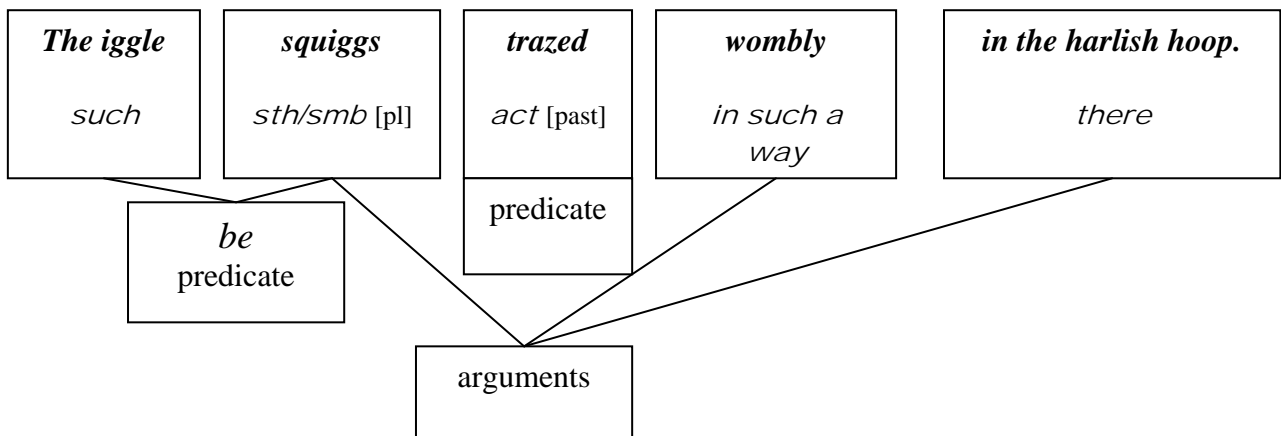 The iggle squiggs trazed wombly in the harlish hoop.
such sth/smb [pl] act [past] in such a there
way
predicate
be
predicate
arguments